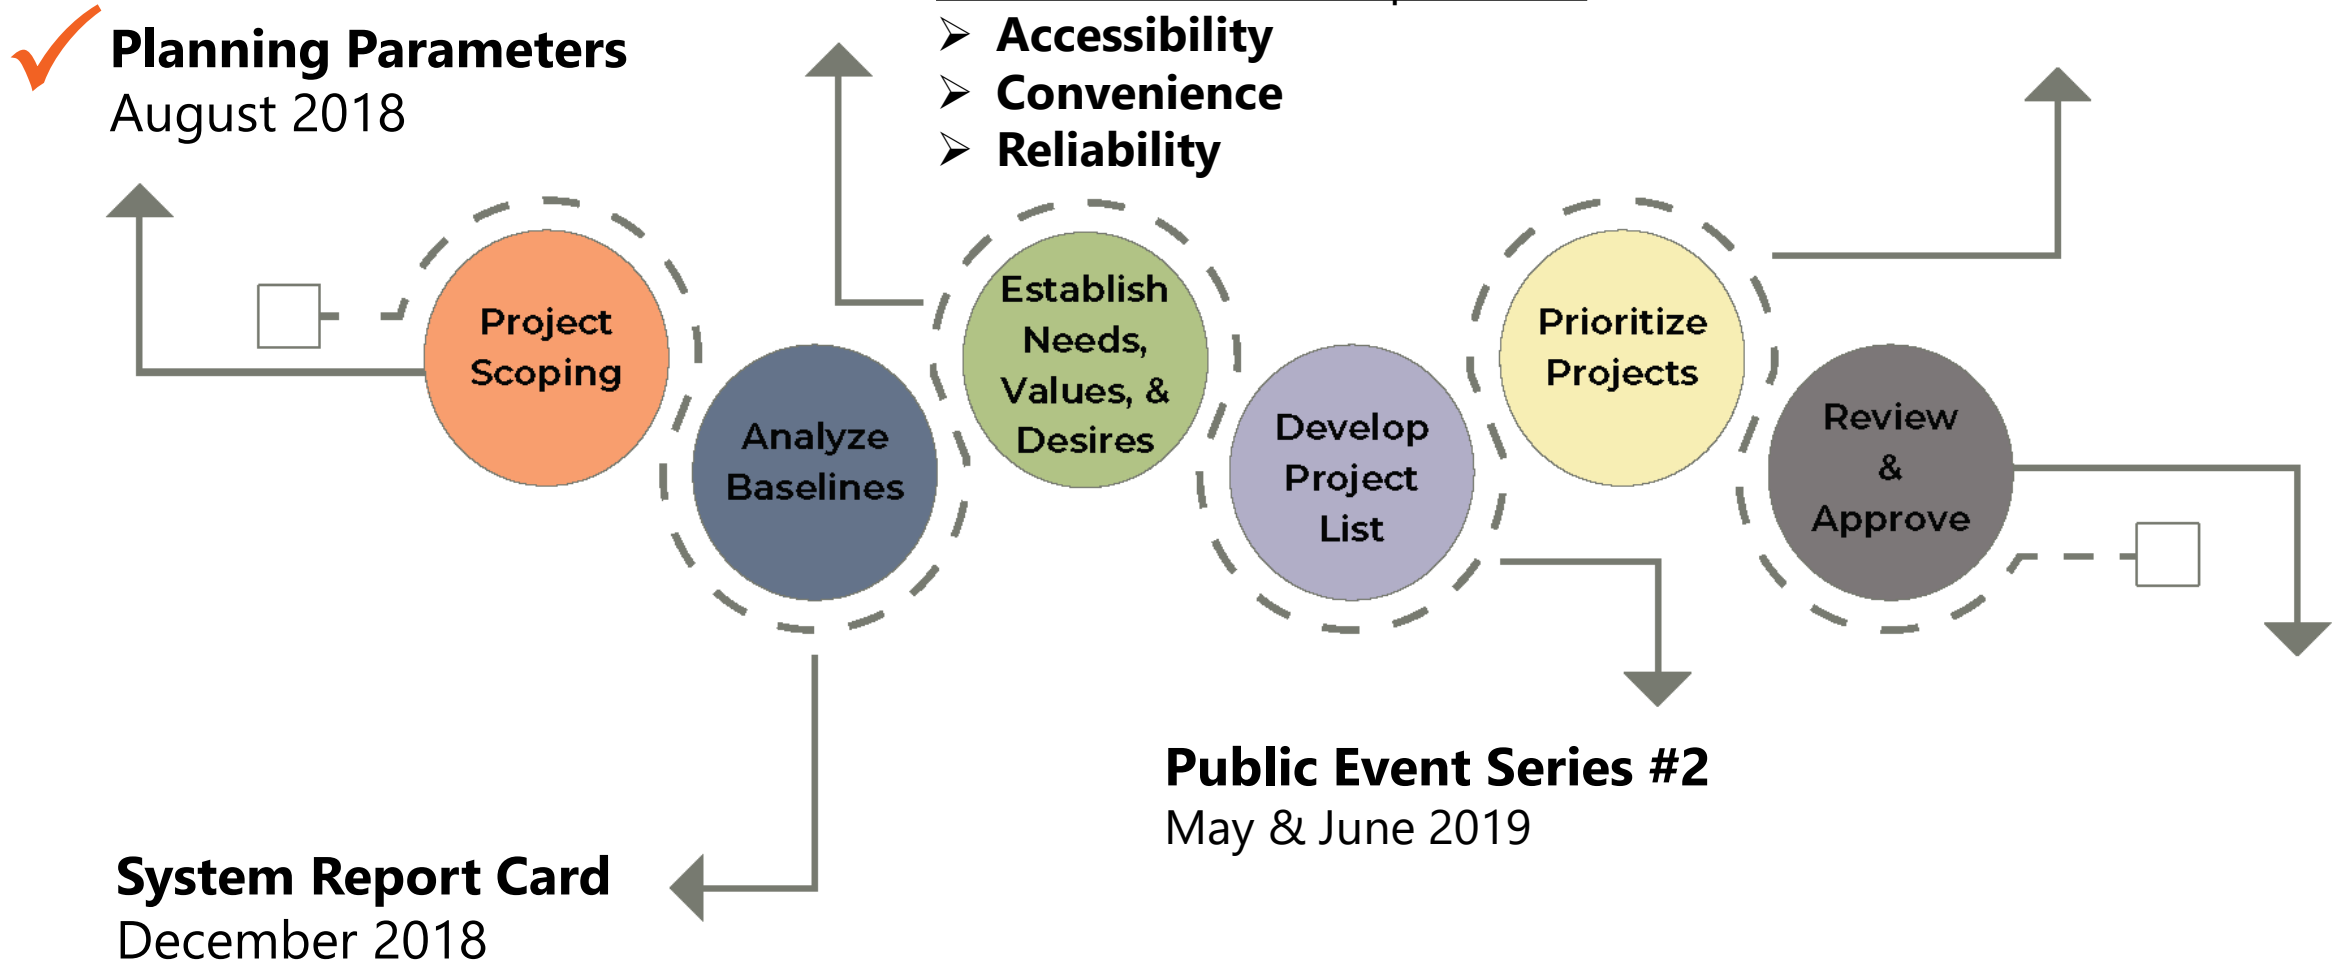 Planning Parameters
August 2018
➢ Accessibility
➢ Convenience
➢ Reliability
Project
Scoping
Analyze
Baselines
Establish
Needs,
Values, &
Desires
Develop
Project
List
Prioritize
Projects
Review
&
Approve
Public Event Series #2
May & June 2019
System Report Card
December 2018